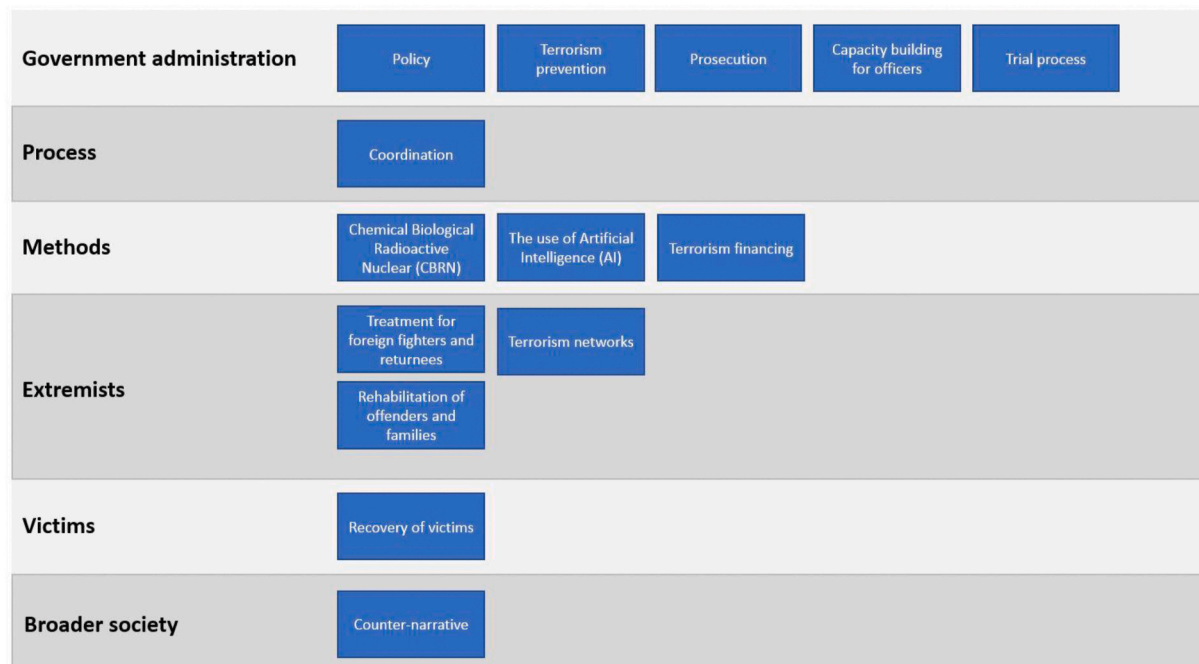 Government administration
Policy
Terrorism
prevention
Prosecution
Capacity building
for officers
Trial process
Process
Coordination
Methods
Chemical Biological
Radioactive
Nuclear (CBRN)
The use of Artificial
Intelligence (AI)
Terrorism financing
Extremists
Treatment for
foreign fighters and
returnees
Terrorism networks
Rehabilitation of
offenders and
families
Victims
Recovery of victims
Broader society
Counter-narrative